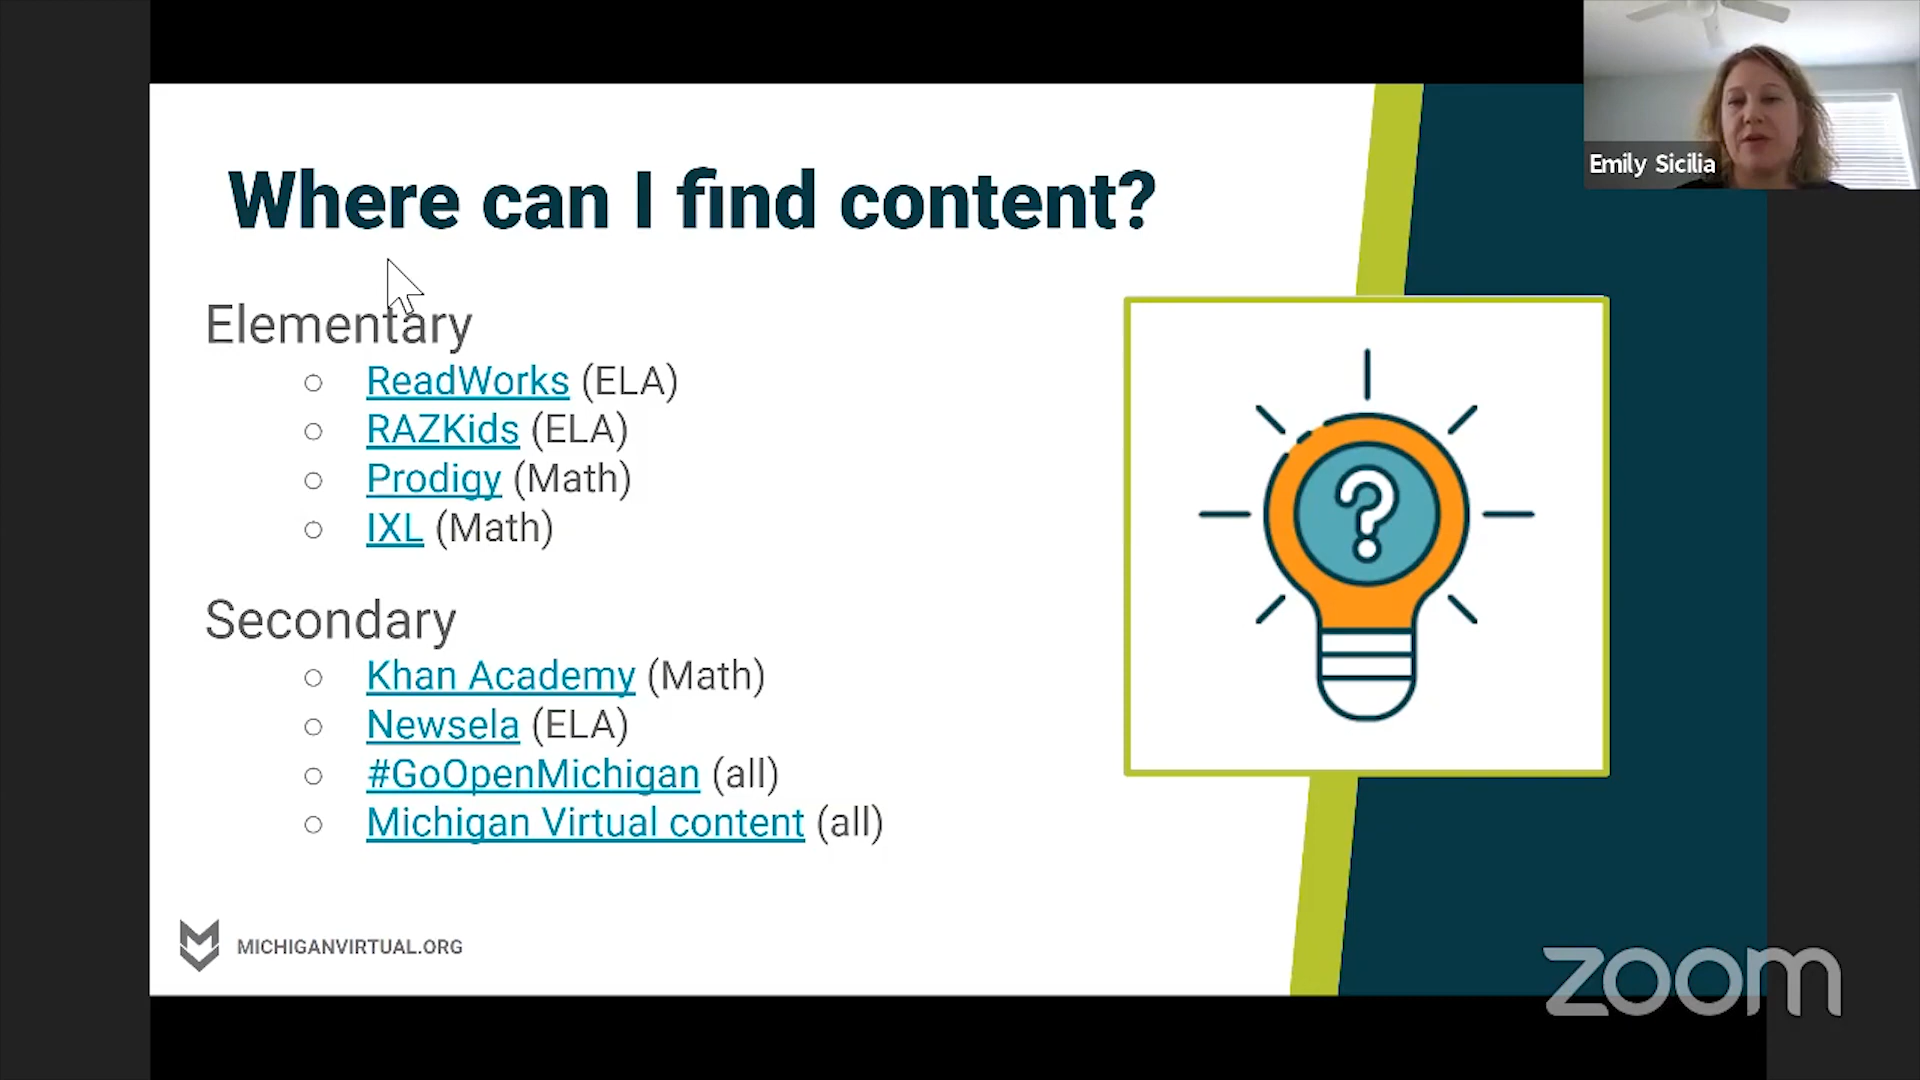 Where can I find content?
Emily Sicilia
Elementary
ReadWorks (ELA)
RAZKids (ELA)
Prodigy (Math)
IXL (Math)
?
Secondary
Khan Academy (Math)
Newsela (ELA)
#GoOpenMichigan (all)
Michigan Virtual content (all)
MICHIGANVIRTUAL.ORG
zoom